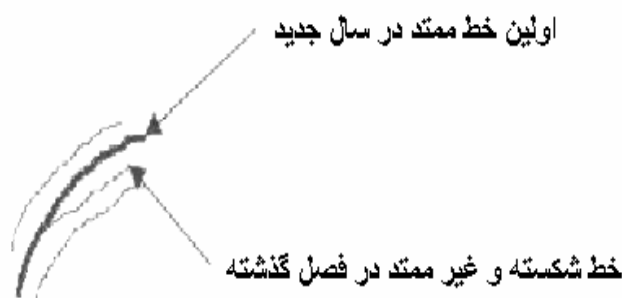 اولین خط ممتد در سال جدید
خط شکسته و غیر ممتد در فصل گذشته